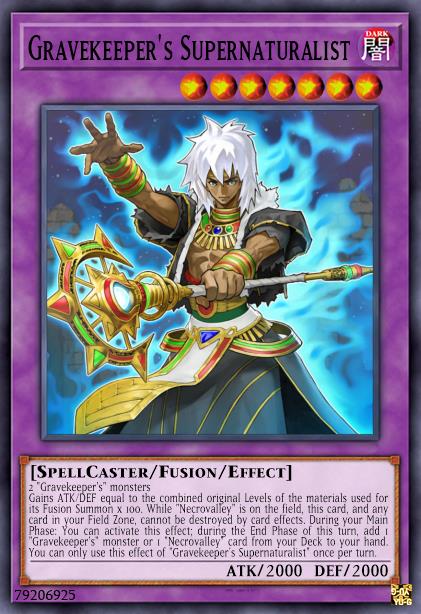 Gravekeeper's Supernaturalist
DARK
闇
[SpellCaster/Fusion/Effect]
2 "Gravekeeper's" monsters
Gains ATK/DEF equal to the combined original Levels of the materials used for
its Fusion Summon x 100. While "Necrovalley" is on the field, this card, and any
card in your Field Zone, cannot be destroyed by card effects. During your Main
Phase: You can activate this effect; during the End Phase of this turn, add 1
"Gravekeeper's" monster or 1 "Necrovalley" card from your Deck to your hand.
You can only use this effect of "Gravekeeper's Supernaturalist" once per turn.
ATK/2000 DEF/2000
79206925